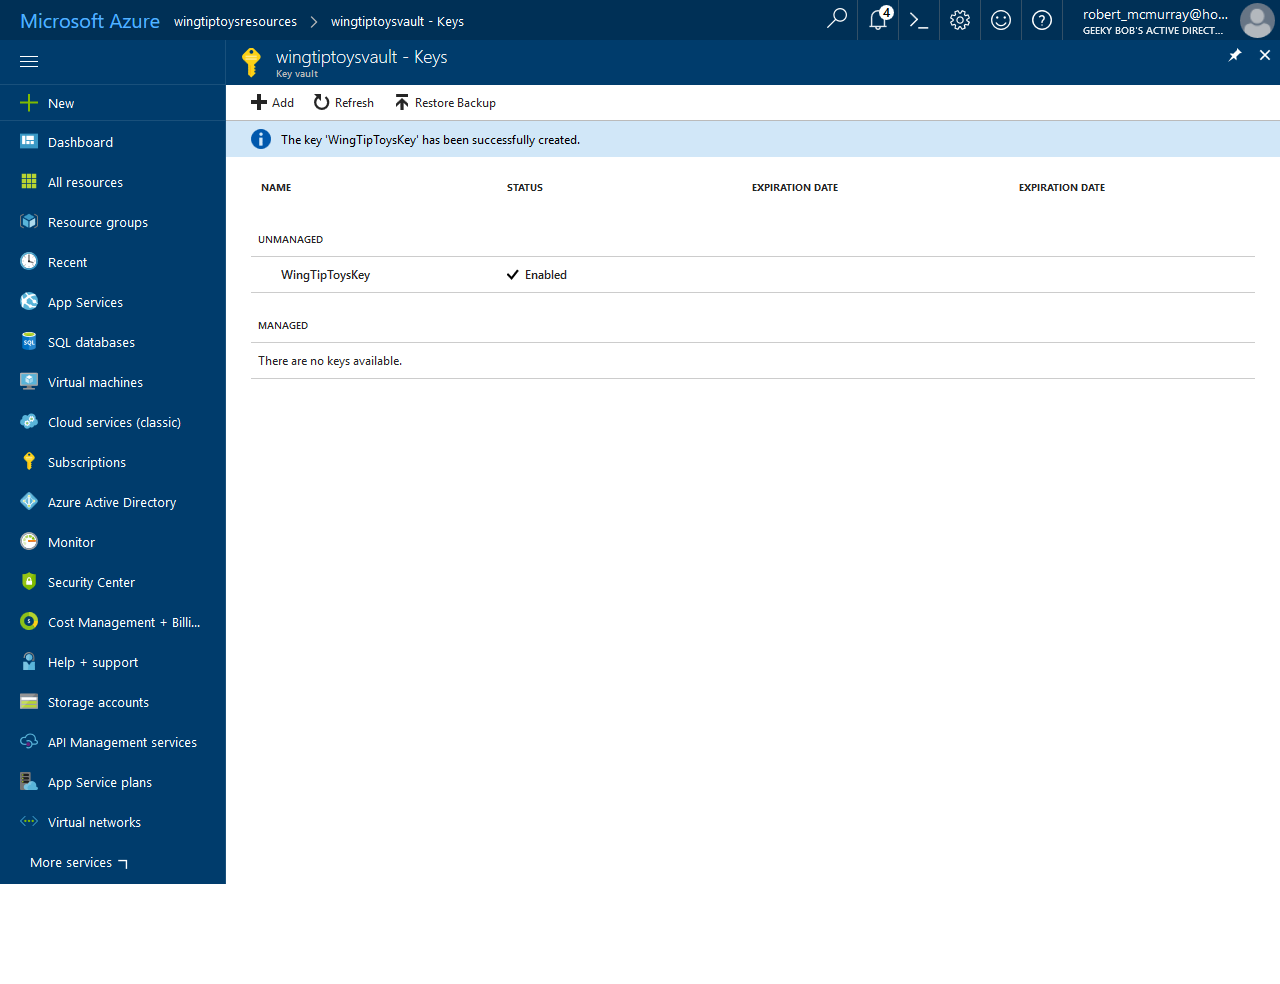 Microsoft Azure wingtiptoysresources wingtiptoysvault - Keys
4
robert_mcmurray@ho...
GEEKY BOB'S ACTIVE DIRECT...
wingtiptoysvault - Keys
Key vault
New
Dashboard
All resources
Resource groups
Recent
App Services
SQL databases
Virtual machines
Cloud services (classic)
Subscriptions
Azure Active Directory
Monitor
Security Center
Cost Management + Billi...
Help + support
Storage accounts
API Management services
App Service plans
Virtual networks
More services
Add Refresh Restore Backup
The key 'WingTipToysKey' has been successfully created.
NAME STATUS EXPIRATION DATE EXPIRATION DATE
UNMANAGED
WingTipToysKey Enabled
MANAGED
There are no keys available.